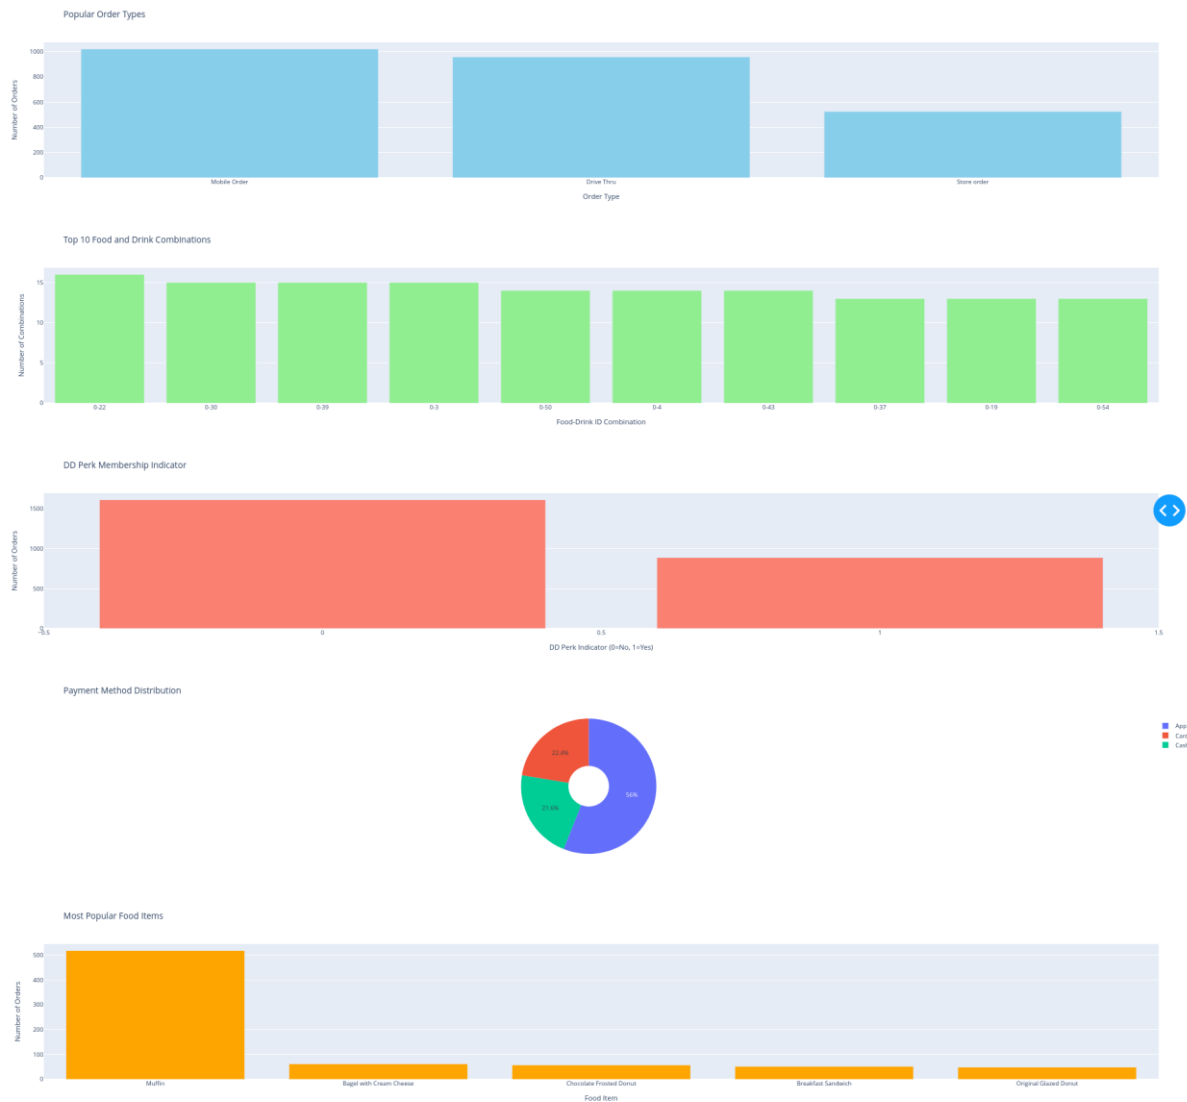 Popular Order Types
Number of Orders
1000
800
600
400
200
0
Mobile Order
Drive Thru
Store order
Order Type
Top 10 Food and Drink Combinations
Number of Combinations
15
10
5
0
0-22
0-30
0-39
0-3
0-50
0-4
0-43
0-37
0-19
0-54
Food-Drink ID Combination
DD Perk Membership Indicator
Number of Orders
1500
1000
500
0
−0.5
0
0.5
1
1.5
DD Perk Indicator (0=No, 1=Yes)
Payment Method Distribution
22.4%
56%
21.6%
App
Payment Method Distribution
Most Popular Food Items
Number of Orders
500
400
300
200
100
0
Muffin
Bagel with Cream Cheese
Chocolate Frosted Donut
Breakfast Sandwich
Original Glazed Donut
Food Item